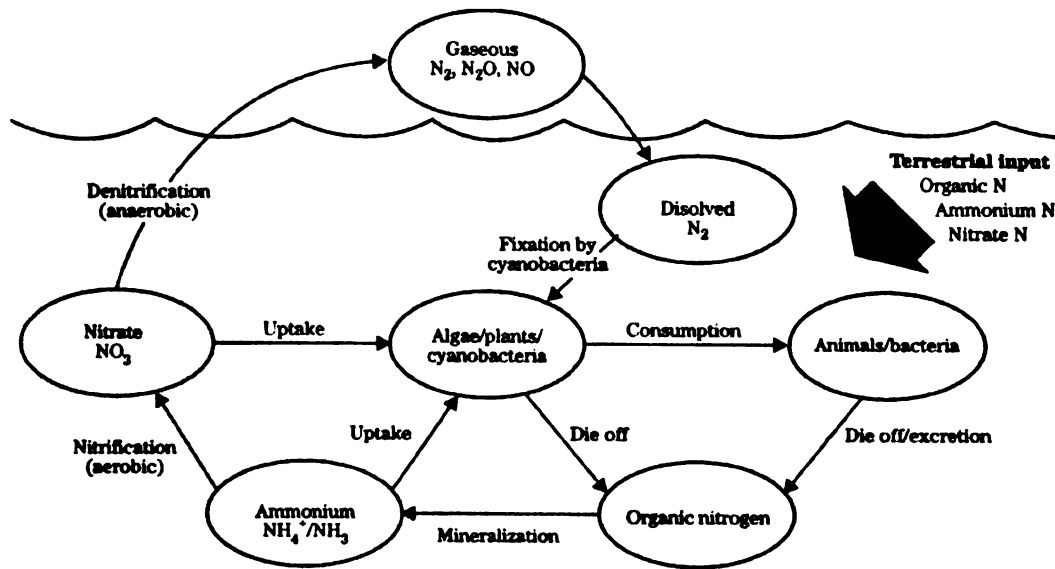 Gaseous
N₂, N₂O, NO
Terrestrial input
Organic N
Ammonium N
Nitrate N
Denitrification
(anaerobic)
Disolved
N₂
Fixation by
cyanobacteria
Nitrate
NO₃
Uptake
Algae/plants/
cyanobacteria
Consumption
Animals/bacteria
Nitrification
(aerobic)
Uptake
Die off
Die off/excretion
Ammonium
NH₄⁺/NH₃
Mineralization
Organic nitrogen